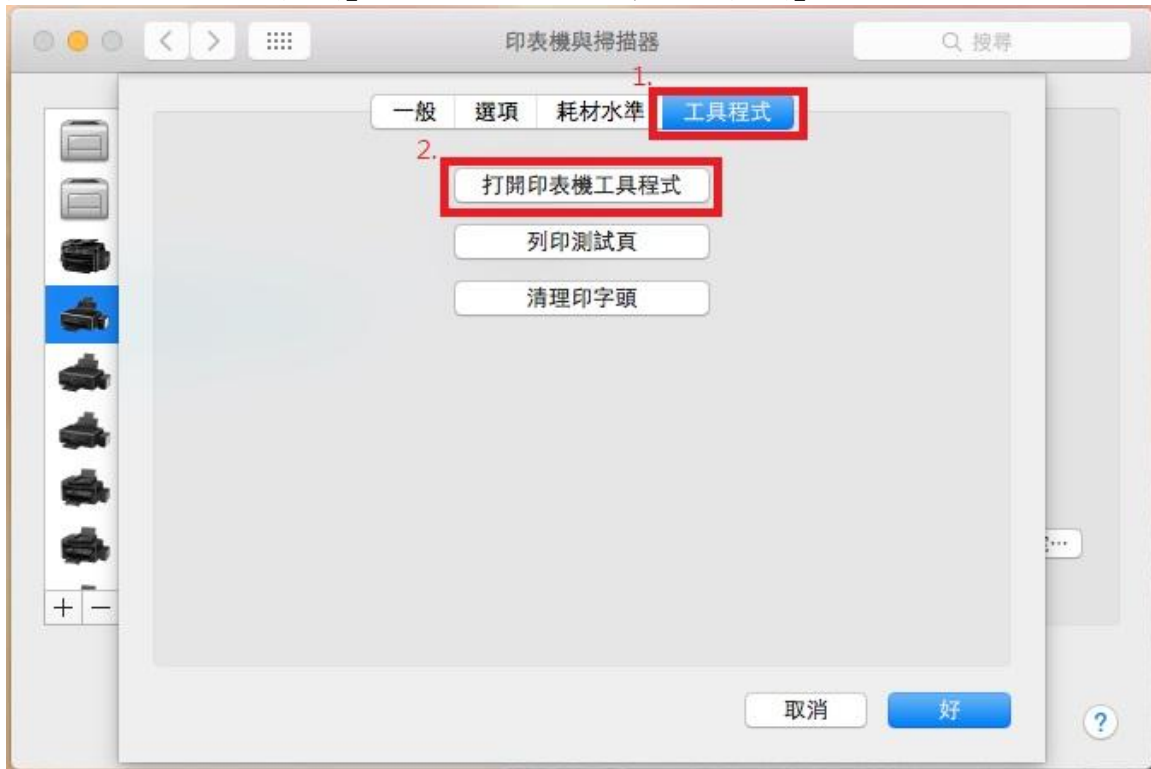 印表機與掃描器
搜尋
1.
一般 選項 耗材水準 工具程式
2.
打開印表機工具程式
列印測試頁
清理印字頭
+ −
取消 好
?